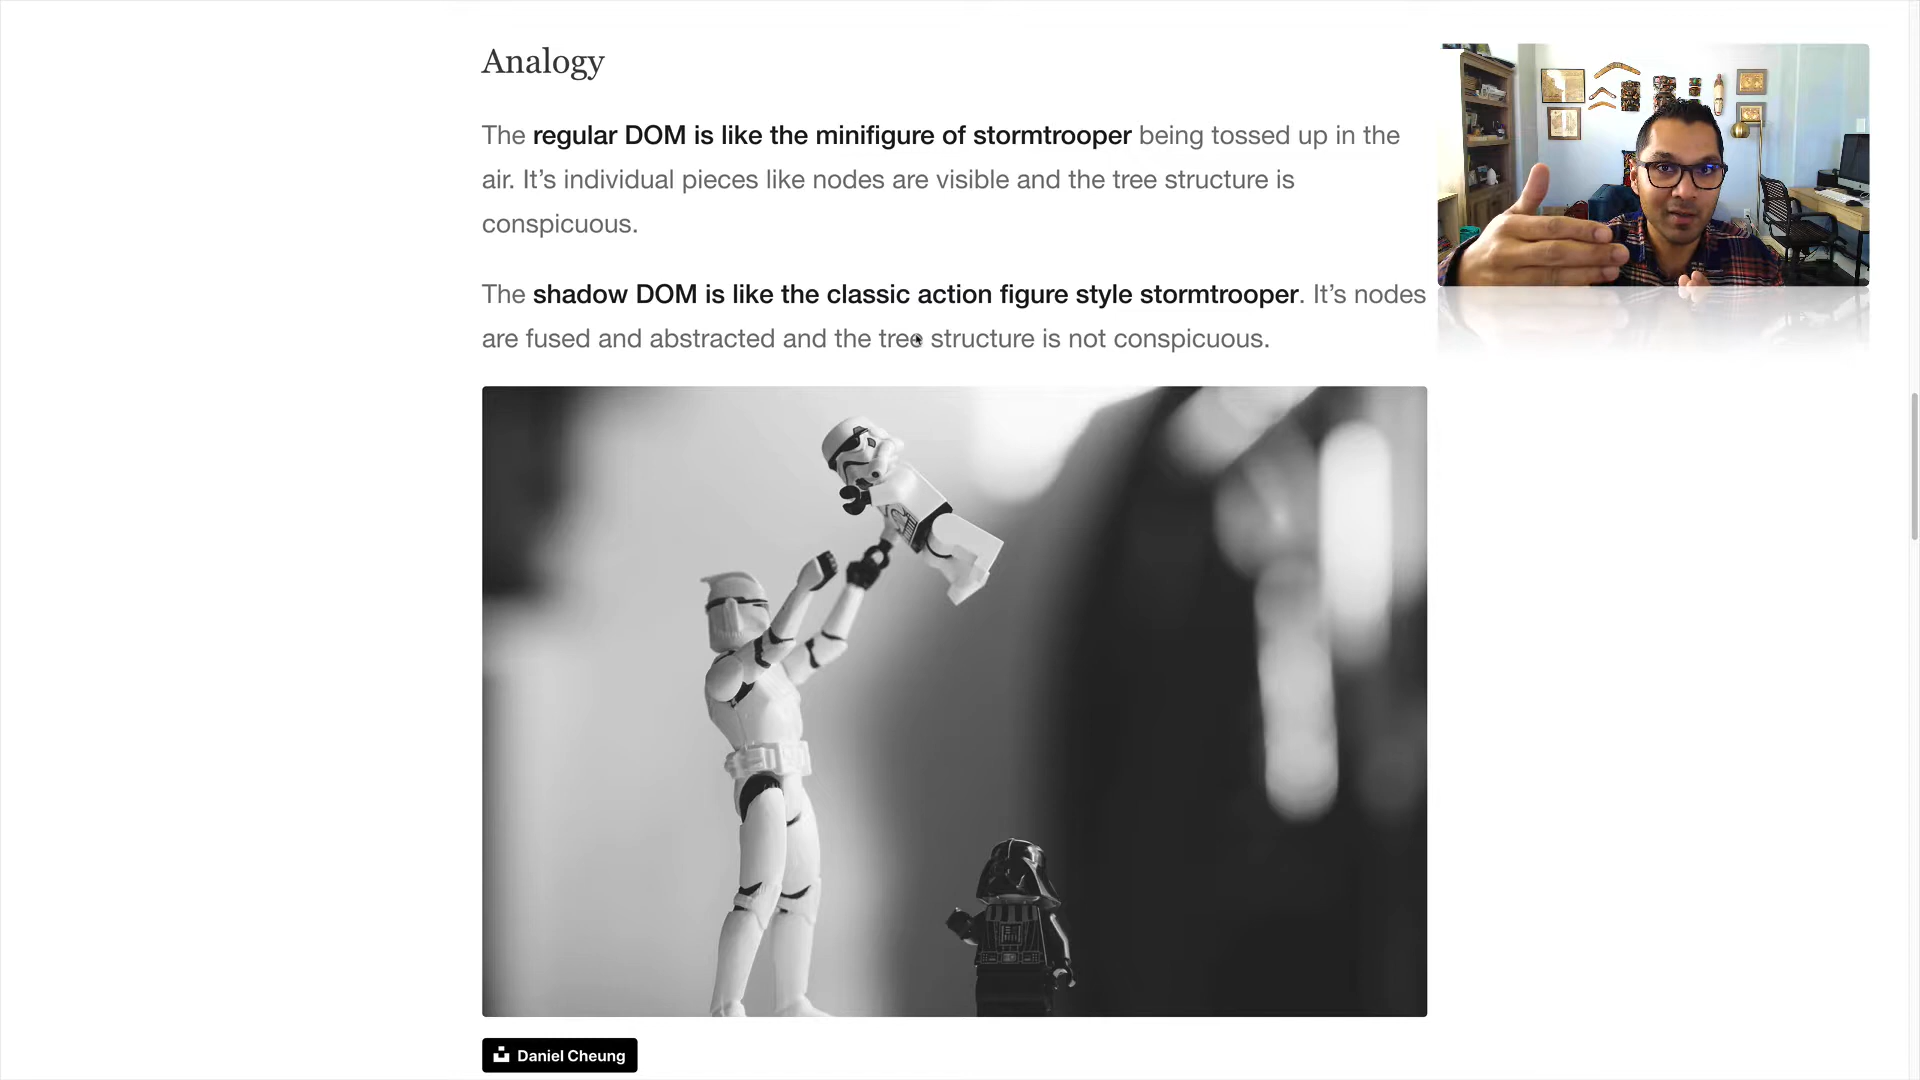 Analogy
The regular DOM is like the minifigure of stormtrooper being tossed up in the
air. It’s individual pieces like nodes are visible and the tree structure is
conspicuous.
The shadow DOM is like the classic action figure style stormtrooper. It’s nodes
are fused and abstracted and the tree structure is not conspicuous.
Daniel Cheung